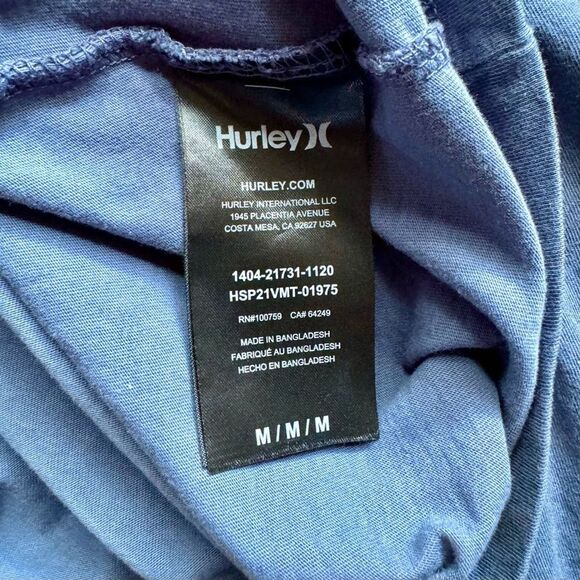 Hurley
HURLEY.COM
HURLEY INTERNATIONAL LLC
1945 PLACENTIA AVENUE
COSTA MESA, CA 92627 USA
1404-21731-1120
HSP21VMT-01975
RN#100759 CA# 64249
MADE IN BANGLADESH
FABRIQUÉ AU BANGLADESH
HECHO EN BANGLADESH
M / M / M